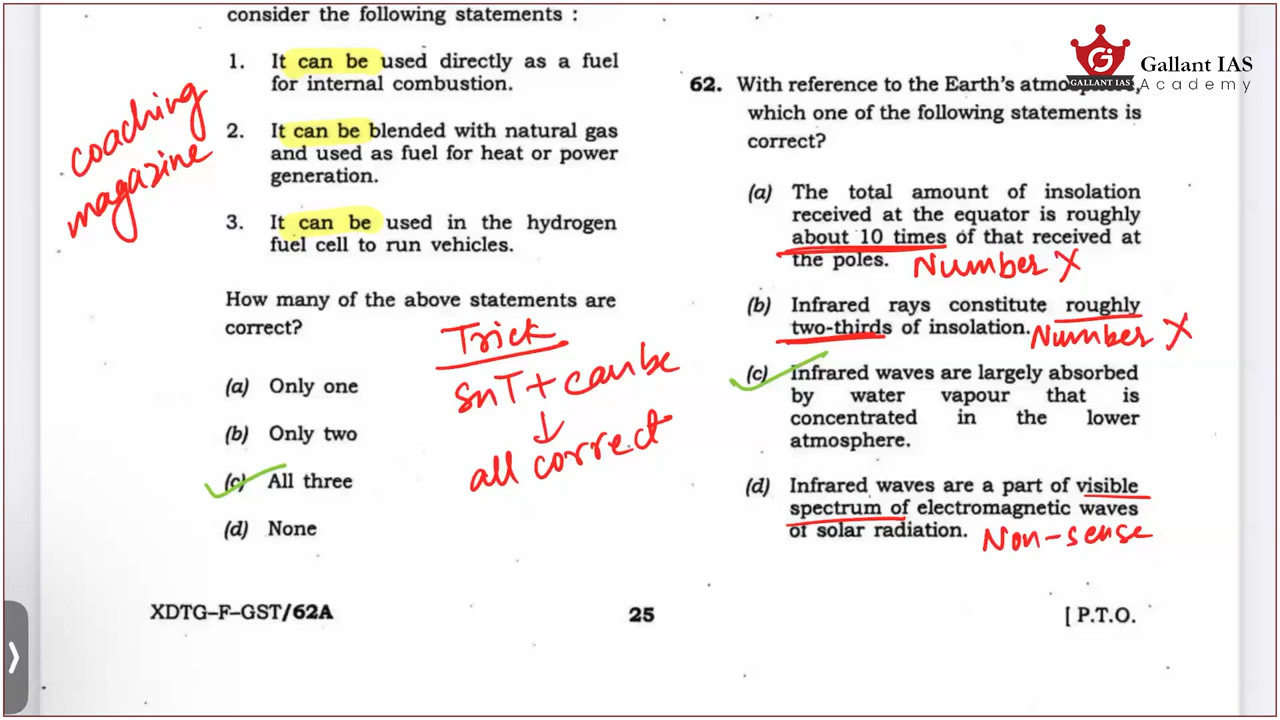 consider the following statements :
1. It can be used directly as a fuel
for internal combustion.
2. It can be blended with natural gas
and used as fuel for heat or power
generation.
3. It can be used in the hydrogen
fuel cell to run vehicles.
How many of the above statements are
correct?
(a) Only one
(b) Only two
(c) All three
(d) None
coaching
magazine
Trick
SnT + can be
all correct
Gallant IAS
Academy
GALLANT IAS
62. With reference to the Earth's atmosphere,
which one of the following statements is
correct?
(a) The total amount of insolation
received at the equator is roughly
about 10 times of that received at
the poles. Number X
(b) Infrared rays constitute roughly
two-thirds of insolation. Number X
(c) Infrared waves are largely absorbed
by water vapour that is
concentrated in the lower
atmosphere.
(d) Infrared waves are a part of visible
spectrum of electromagnetic waves
of solar radiation. Non-sense
XDTG-F-GST/62A
25
[ P.T.O.